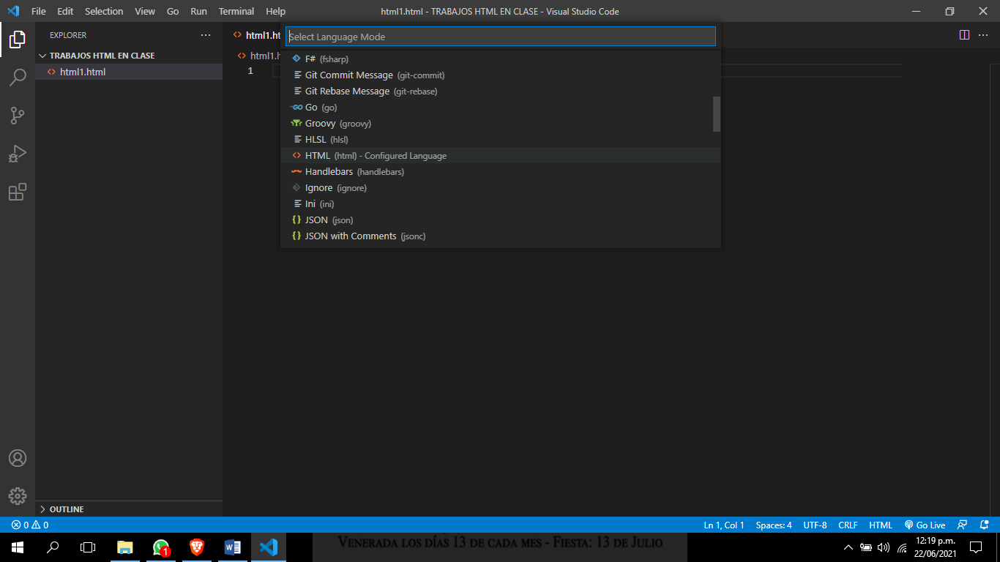 File Edit Selection View Go Run Terminal Help
html1.html - TRABAJOS HTML EN CLASE - Visual Studio Code
EXPLORER
TRABAJOS HTML EN CLASE
html1.html
html1.ht
html1.h
1
Select Language Mode
F# (fsharp)
Git Commit Message (git-commit)
Git Rebase Message (git-rebase)
GO Go (go)
Groovy (groovy)
HLSL (hlsl)
HTML (html) - Configured Language
Handlebars (handlebars)
Ignore (ignore)
Ini (ini)
{} JSON (json)
{} JSON with Comments (jsonc)
OUTLINE
0 0
Ln 1, Col 1 Spaces: 4 UTF-8 CRLF HTML Go Live
1
W
VENERADA LOS DÍAS 13 DE CADA MES - FIESTA: 13 DE JULIO
12:19 p.m.
22/06/2021